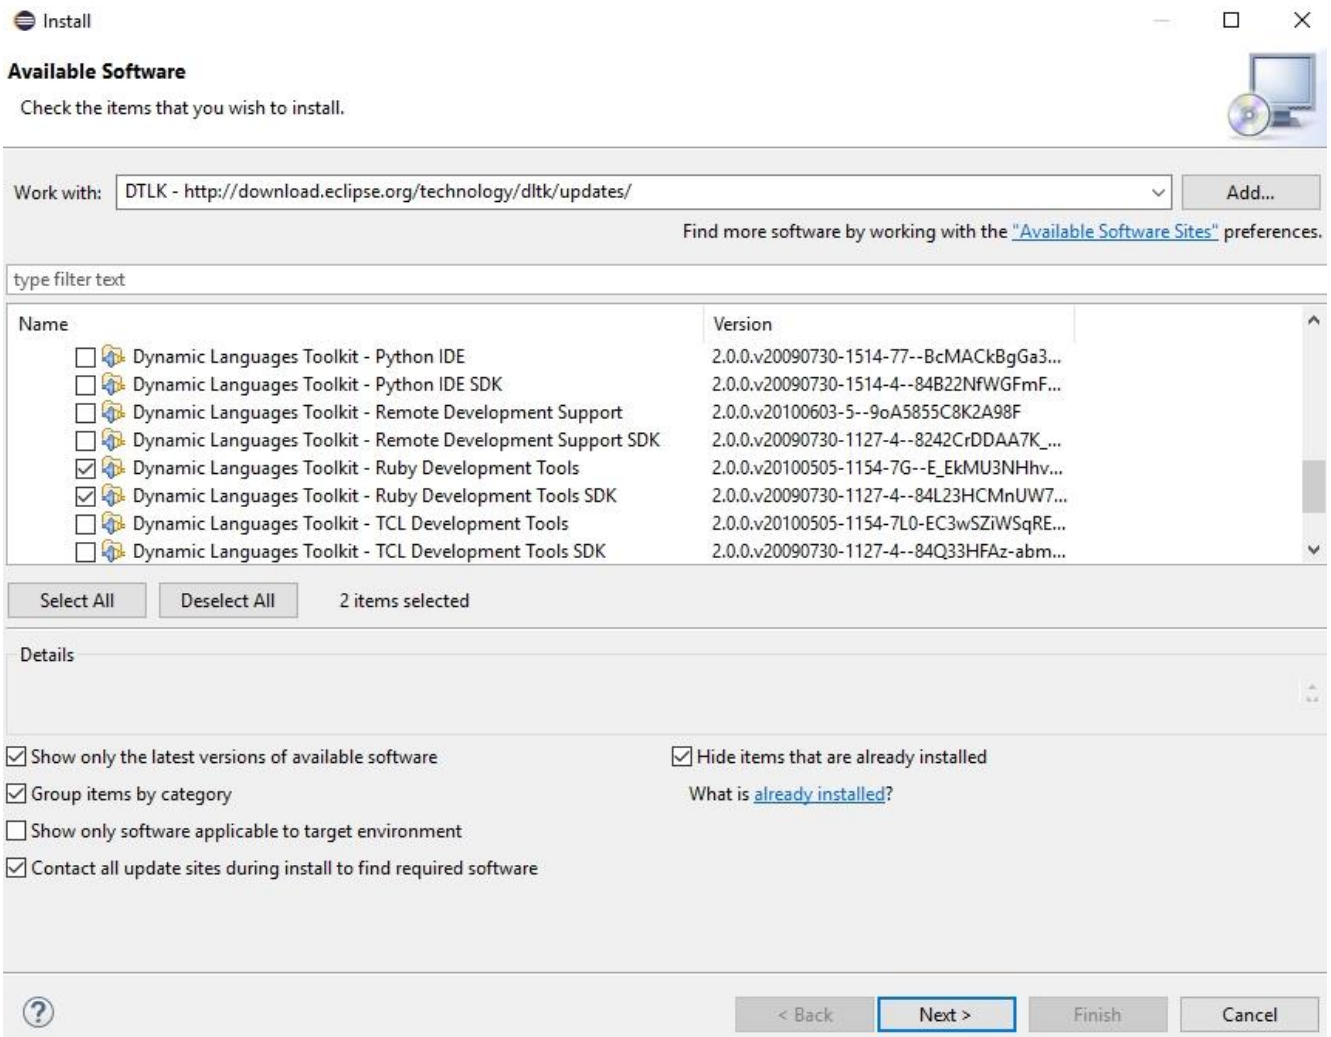 Install
Available Software
Check the items that you wish to install.
Work with: DTLK - http://download.eclipse.org/technology/dltk/updates/ Add...
Find more software by working with the "Available Software Sites" preferences.
type filter text
Name Version
Dynamic Languages Toolkit - Python IDE 2.0.0.v20090730-1514-77--BcMACkBgGa3...
Dynamic Languages Toolkit - Python IDE SDK 2.0.0.v20090730-1514-4--84B22NfWGFmF...
Dynamic Languages Toolkit - Remote Development Support 2.0.0.v20100603-5--9oA5855C8K2A98F
Dynamic Languages Toolkit - Remote Development Support SDK 2.0.0.v20090730-1127-4--8242CrDDAA7K_...
Dynamic Languages Toolkit - Ruby Development Tools 2.0.0.v20100505-1154-7G--E_EkMU3NHhv...
Dynamic Languages Toolkit - Ruby Development Tools SDK 2.0.0.v20090730-1127-4--84L23HCMnUW7...
Dynamic Languages Toolkit - TCL Development Tools 2.0.0.v20100505-1154-7L0-EC3wSZiWSqRE...
Dynamic Languages Toolkit - TCL Development Tools SDK 2.0.0.v20090730-1127-4--84Q33HFAz-abm...
Select All Deselect All 2 items selected
Details
Show only the latest versions of available software Hide items that are already installed
Group items by category What is already installed?
Show only software applicable to target environment
Contact all update sites during install to find required software
? < Back Next > Finish Cancel